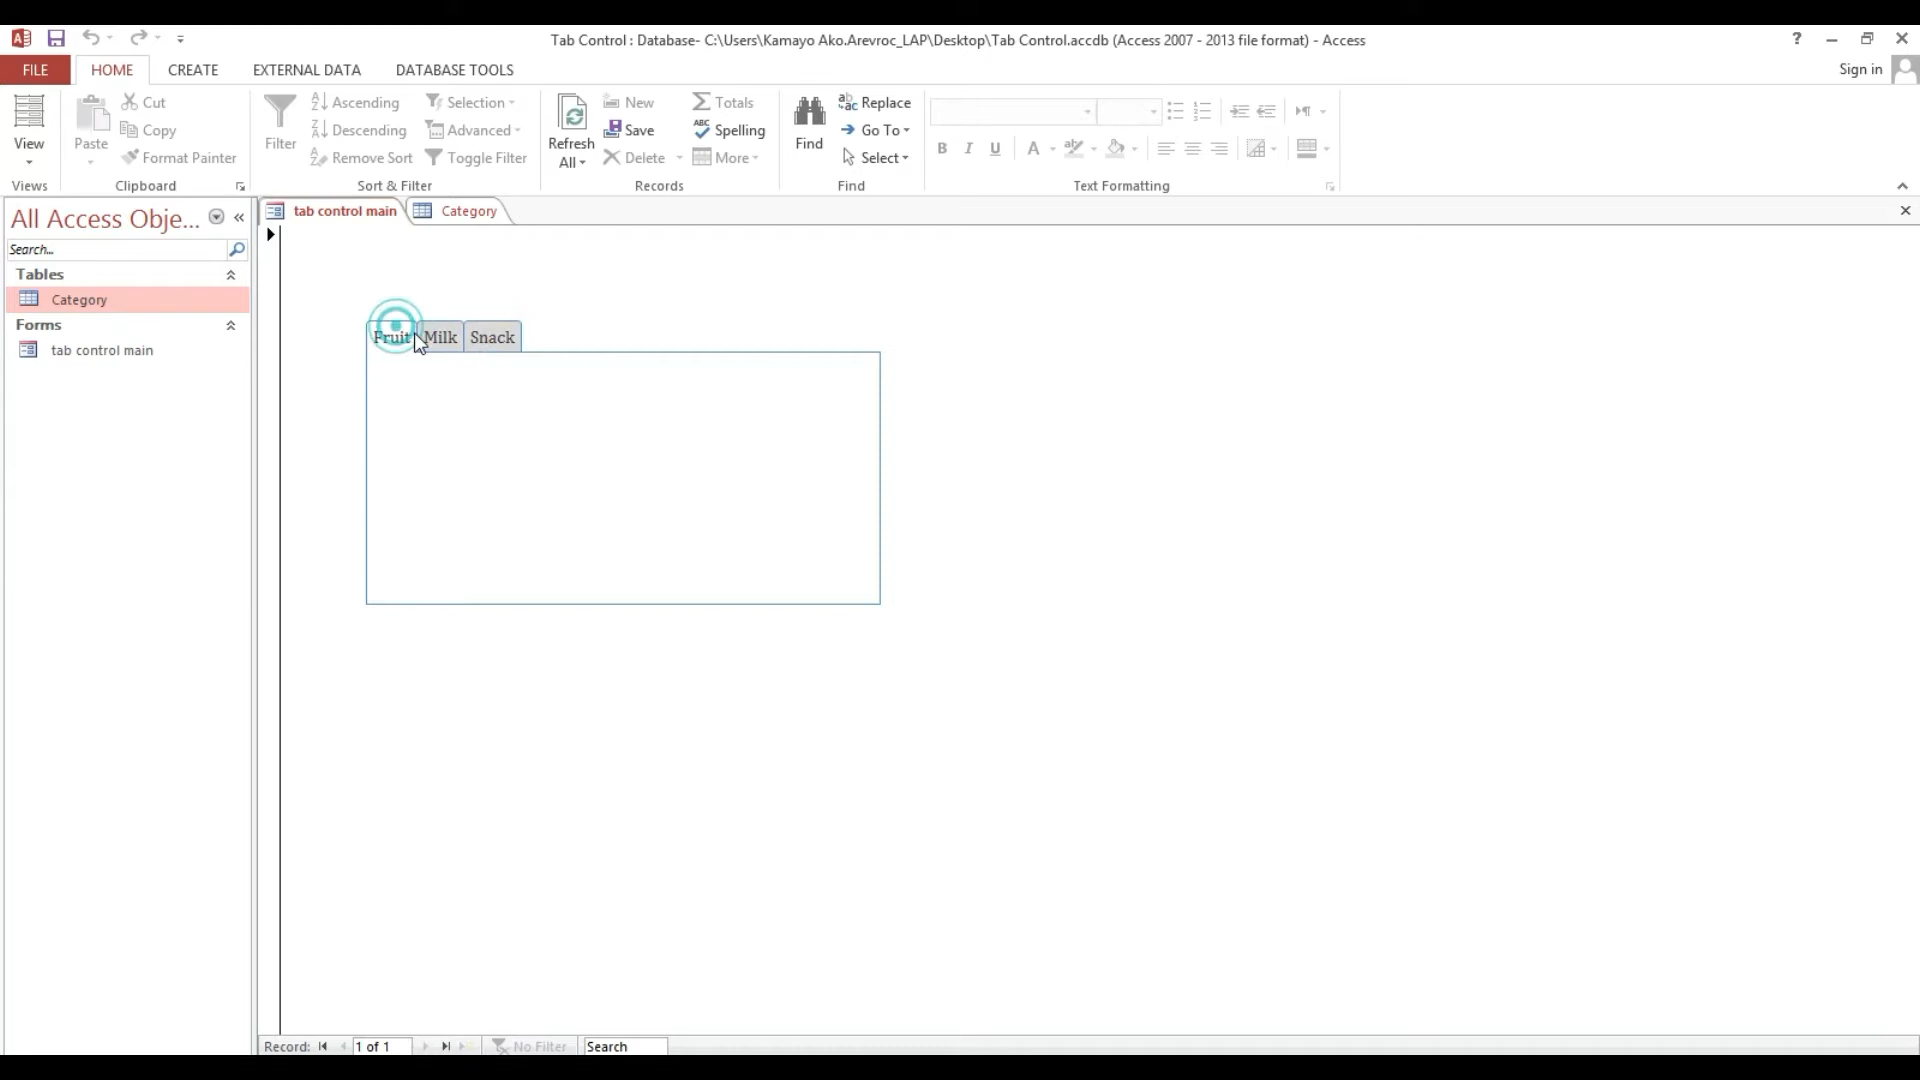 Tab Control : Database- C:\Users\Kamayo Ako.Arevroc_LAP\Desktop\Tab Control.accdb (Access 2007 - 2013 file format) - Access
?
FILE HOME CREATE EXTERNAL DATA DATABASE TOOLS
Sign in
View
Views
Paste
Cut
Copy
Format Painter
Clipboard
Filter
Ascending
Descending
Remove Sort
Selection
Advanced
Toggle Filter
Sort & Filter
Refresh
All
New
Save
Delete
Totals
Spelling
More
Records
Find
Replace
Go To
Select
Find
B I U A
Text Formatting
All Access Obje...
Search...
Tables
Category
Forms
tab control main
tab control main
Category
Fruit Milk Snack
Record: 1 of 1 No Filter Search